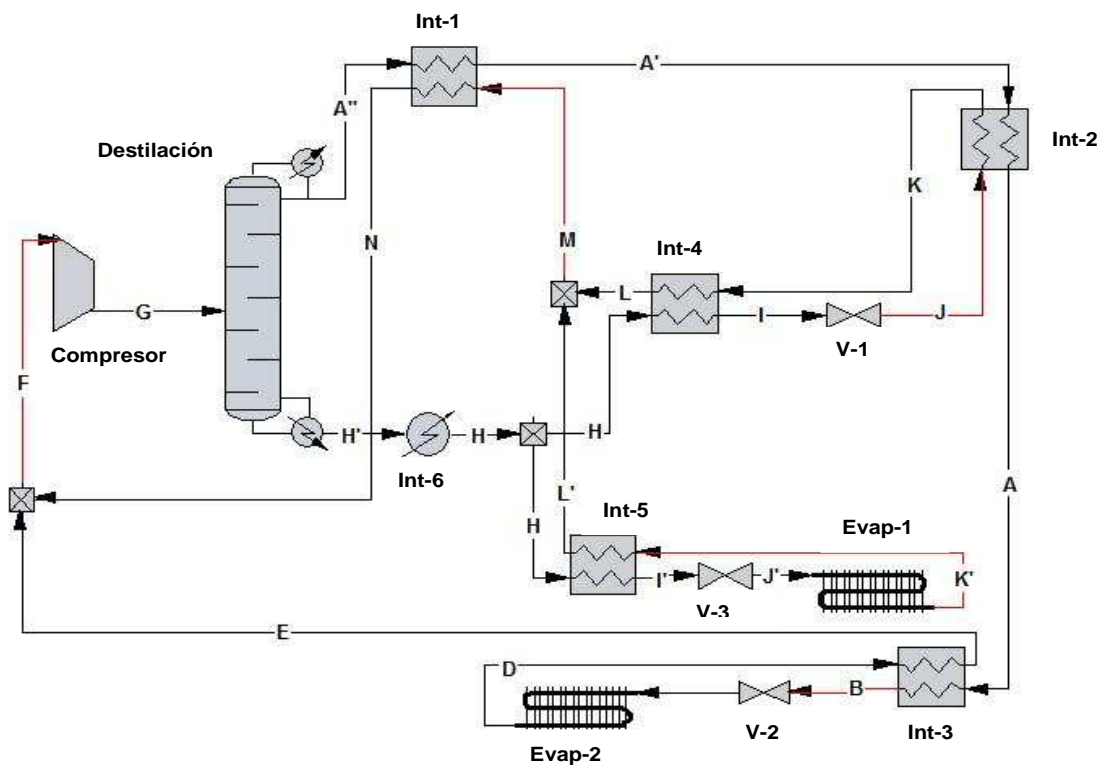 Int-1
A'
A"
Int-2
Destilación
K
N
M
Int-4
L
I
J
G
V-1
Compresor
F
H'
H
H
Int-6
A
L'
Int-5
H
Evap-1
I'
J'
K'
V-3
E
D
B
Int-3
V-2
Evap-2